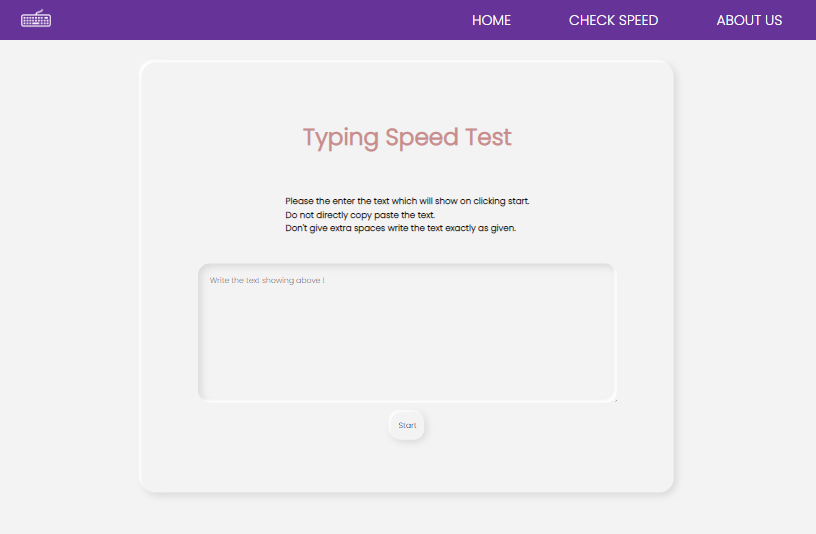 HOME CHECK SPEED ABOUT US
Typing Speed Test
Please the enter the text which will show on clicking start.
Do not directly copy paste the text.
Don't give extra spaces write the text exactly as given.
Write the text showing above !
Start